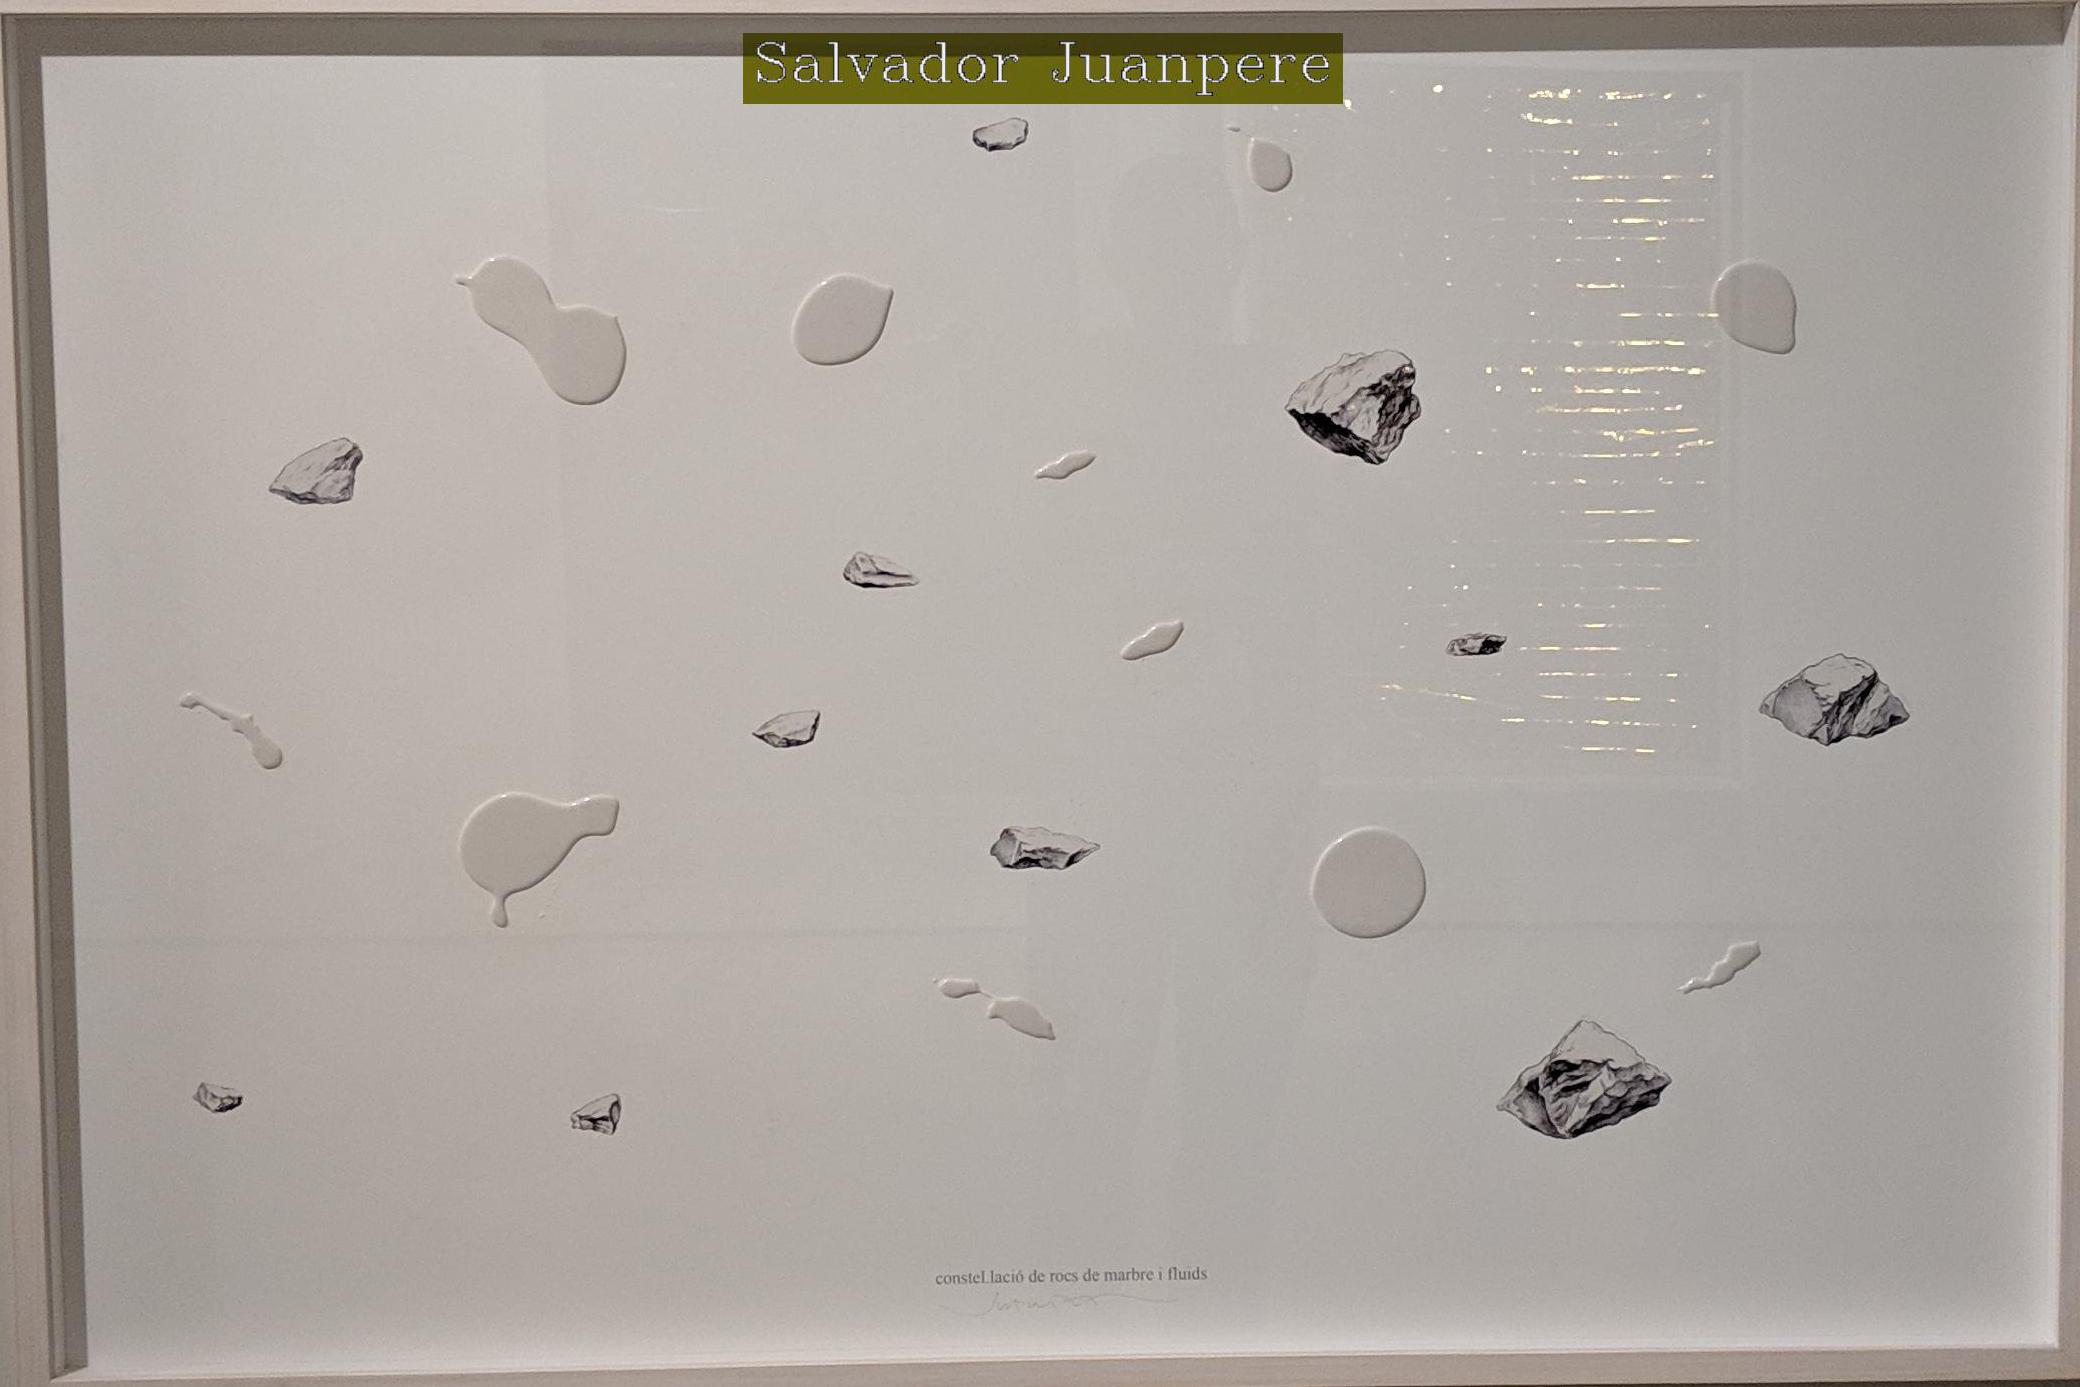 Salvador Juanpere
constel.lació de rocs de marbre i fluids